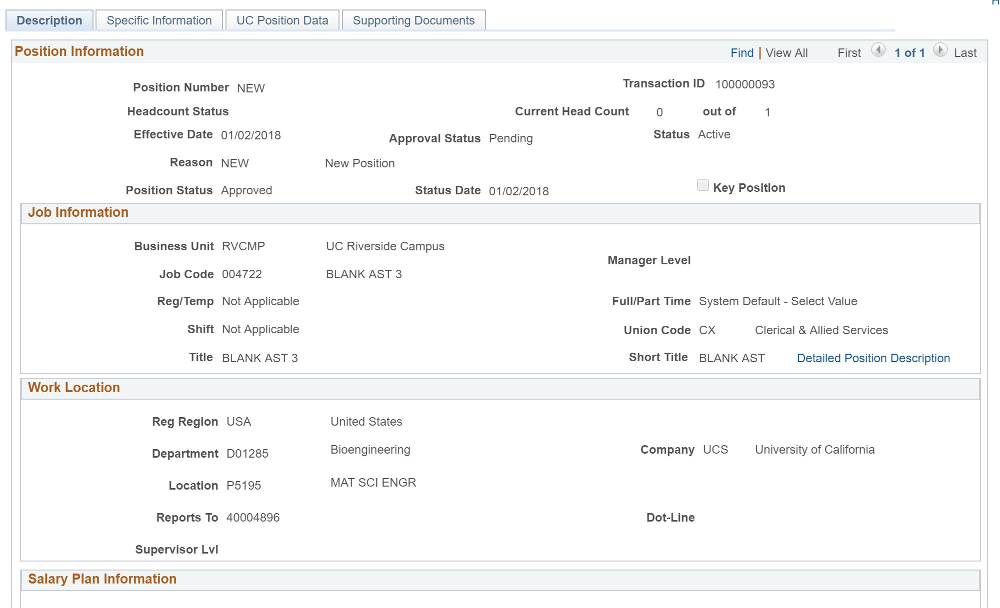 Description Specific Information UC Position Data Supporting Documents
Position Information Find | View All First 1 of 1 Last
Position Number NEW Transaction ID 100000093
Headcount Status Current Head Count 0 out of 1
Effective Date 01/02/2018 Approval Status Pending Status Active
Reason NEW New Position
Position Status Approved Status Date 01/02/2018 Key Position
Job Information
Business Unit RVCMP UC Riverside Campus
Manager Level
Job Code 004722 BLANK AST 3
Reg/Temp Not Applicable Full/Part Time System Default - Select Value
Shift Not Applicable Union Code CX Clerical & Allied Services
Title BLANK AST 3 Short Title BLANK AST Detailed Position Description
Work Location
Reg Region USA United States
Department D01285 Bioengineering Company UCS University of California
Location P5195 MAT SCI ENGR
Reports To 40004896 Dot-Line
Supervisor Lvl
Salary Plan Information